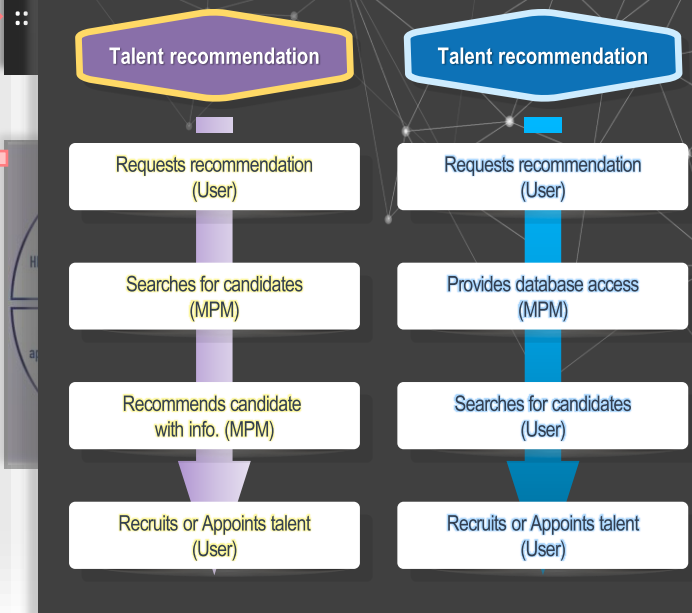 Talent recommendation
Requests recommendation
(User)
Searches for candidates
(MPM)
Recommends candidate
with info. (MPM)
Recruits or Appoints talent
(User)
Talent recommendation
Requests recommendation
(User)
Provides database access
(MPM)
Searches for candidates
(User)
Recruits or Appoints talent
(User)